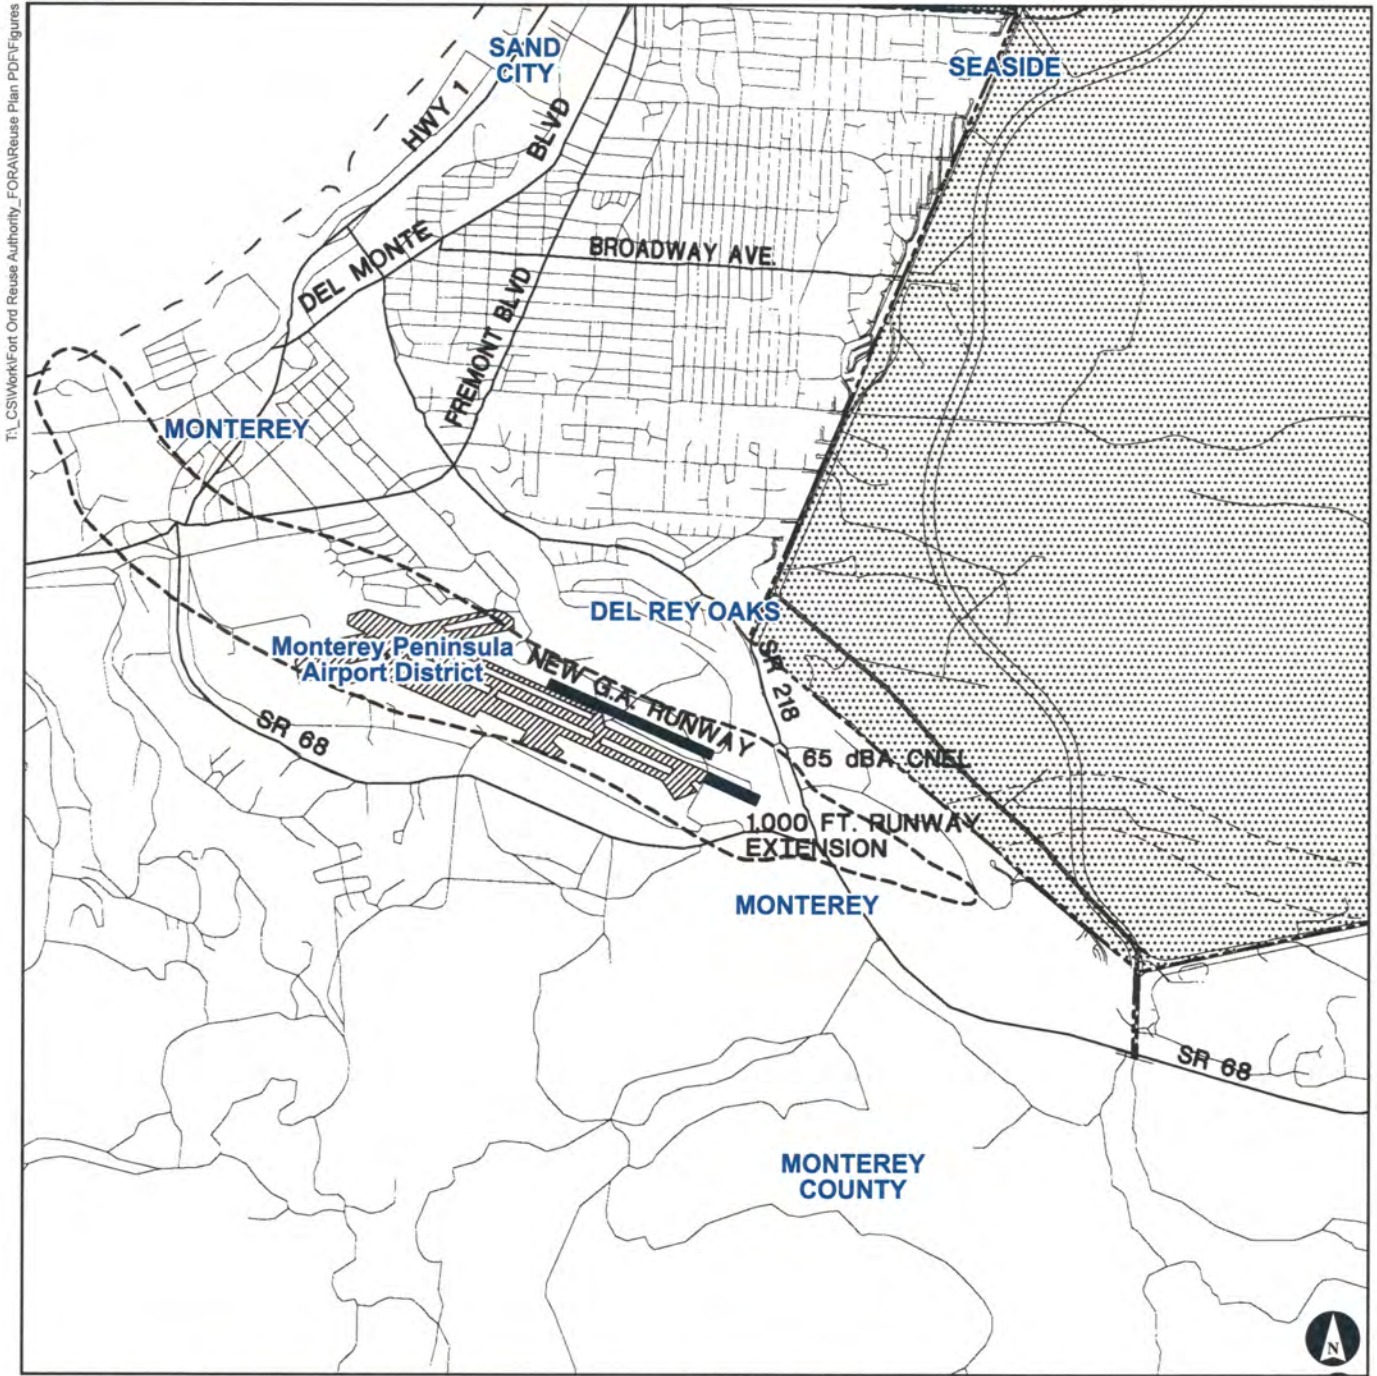 T:\_CS\Work\Fort Ord Reuse Authority_FORA\Reuse Plan PDF\Figures
SAND
CITY
SEASIDE
HWY 1
BLVD
DEL MONTE
BROADWAY AVE.
FREMONT BLVD
MONTEREY
DEL REY OAKS
Monterey Peninsula
Airport District
NEW G.A. RUNWAY
SR 218
SR 68
65 dBA CNEL
1,000 FT. RUNWAY
EXTENSION
MONTEREY
SR 68
MONTEREY
COUNTY
N